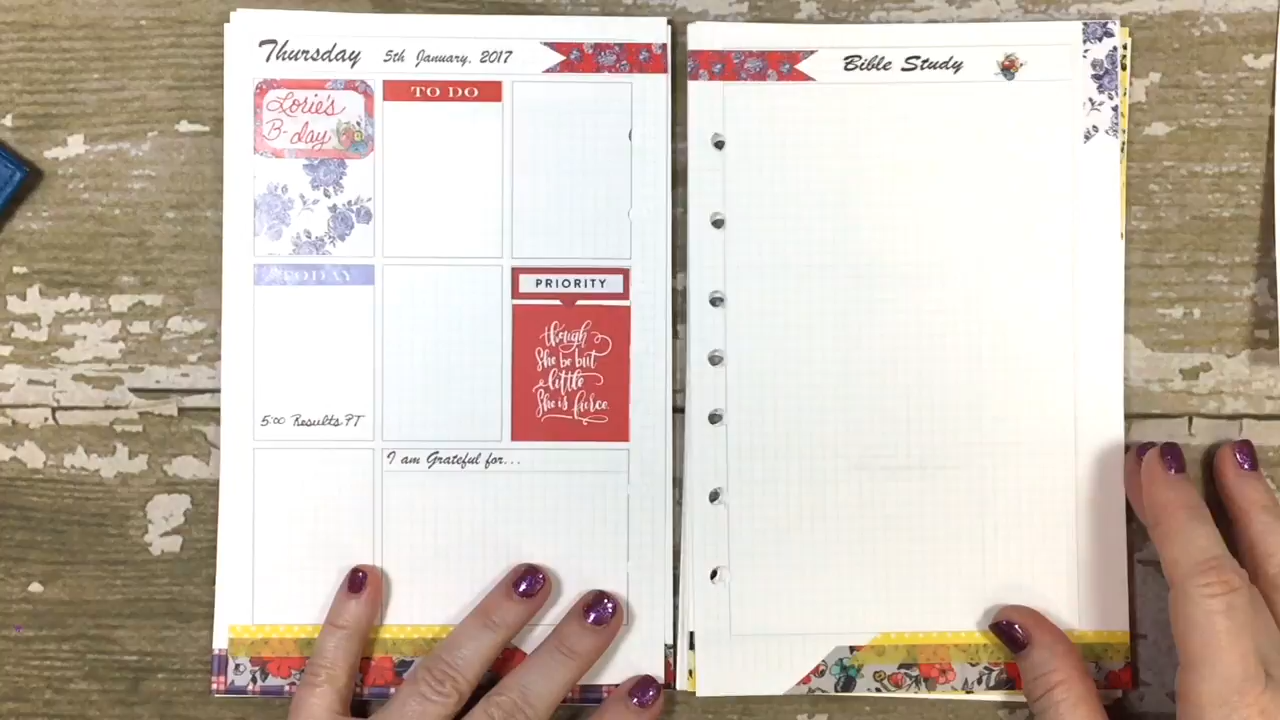 Thursday 5th January, 2017
Lorie's
B-day
TO DO
TODAY
5:00 Results PT
PRIORITY
though
She be but
little
She is fierce.
I am Grateful for...
Bible Study